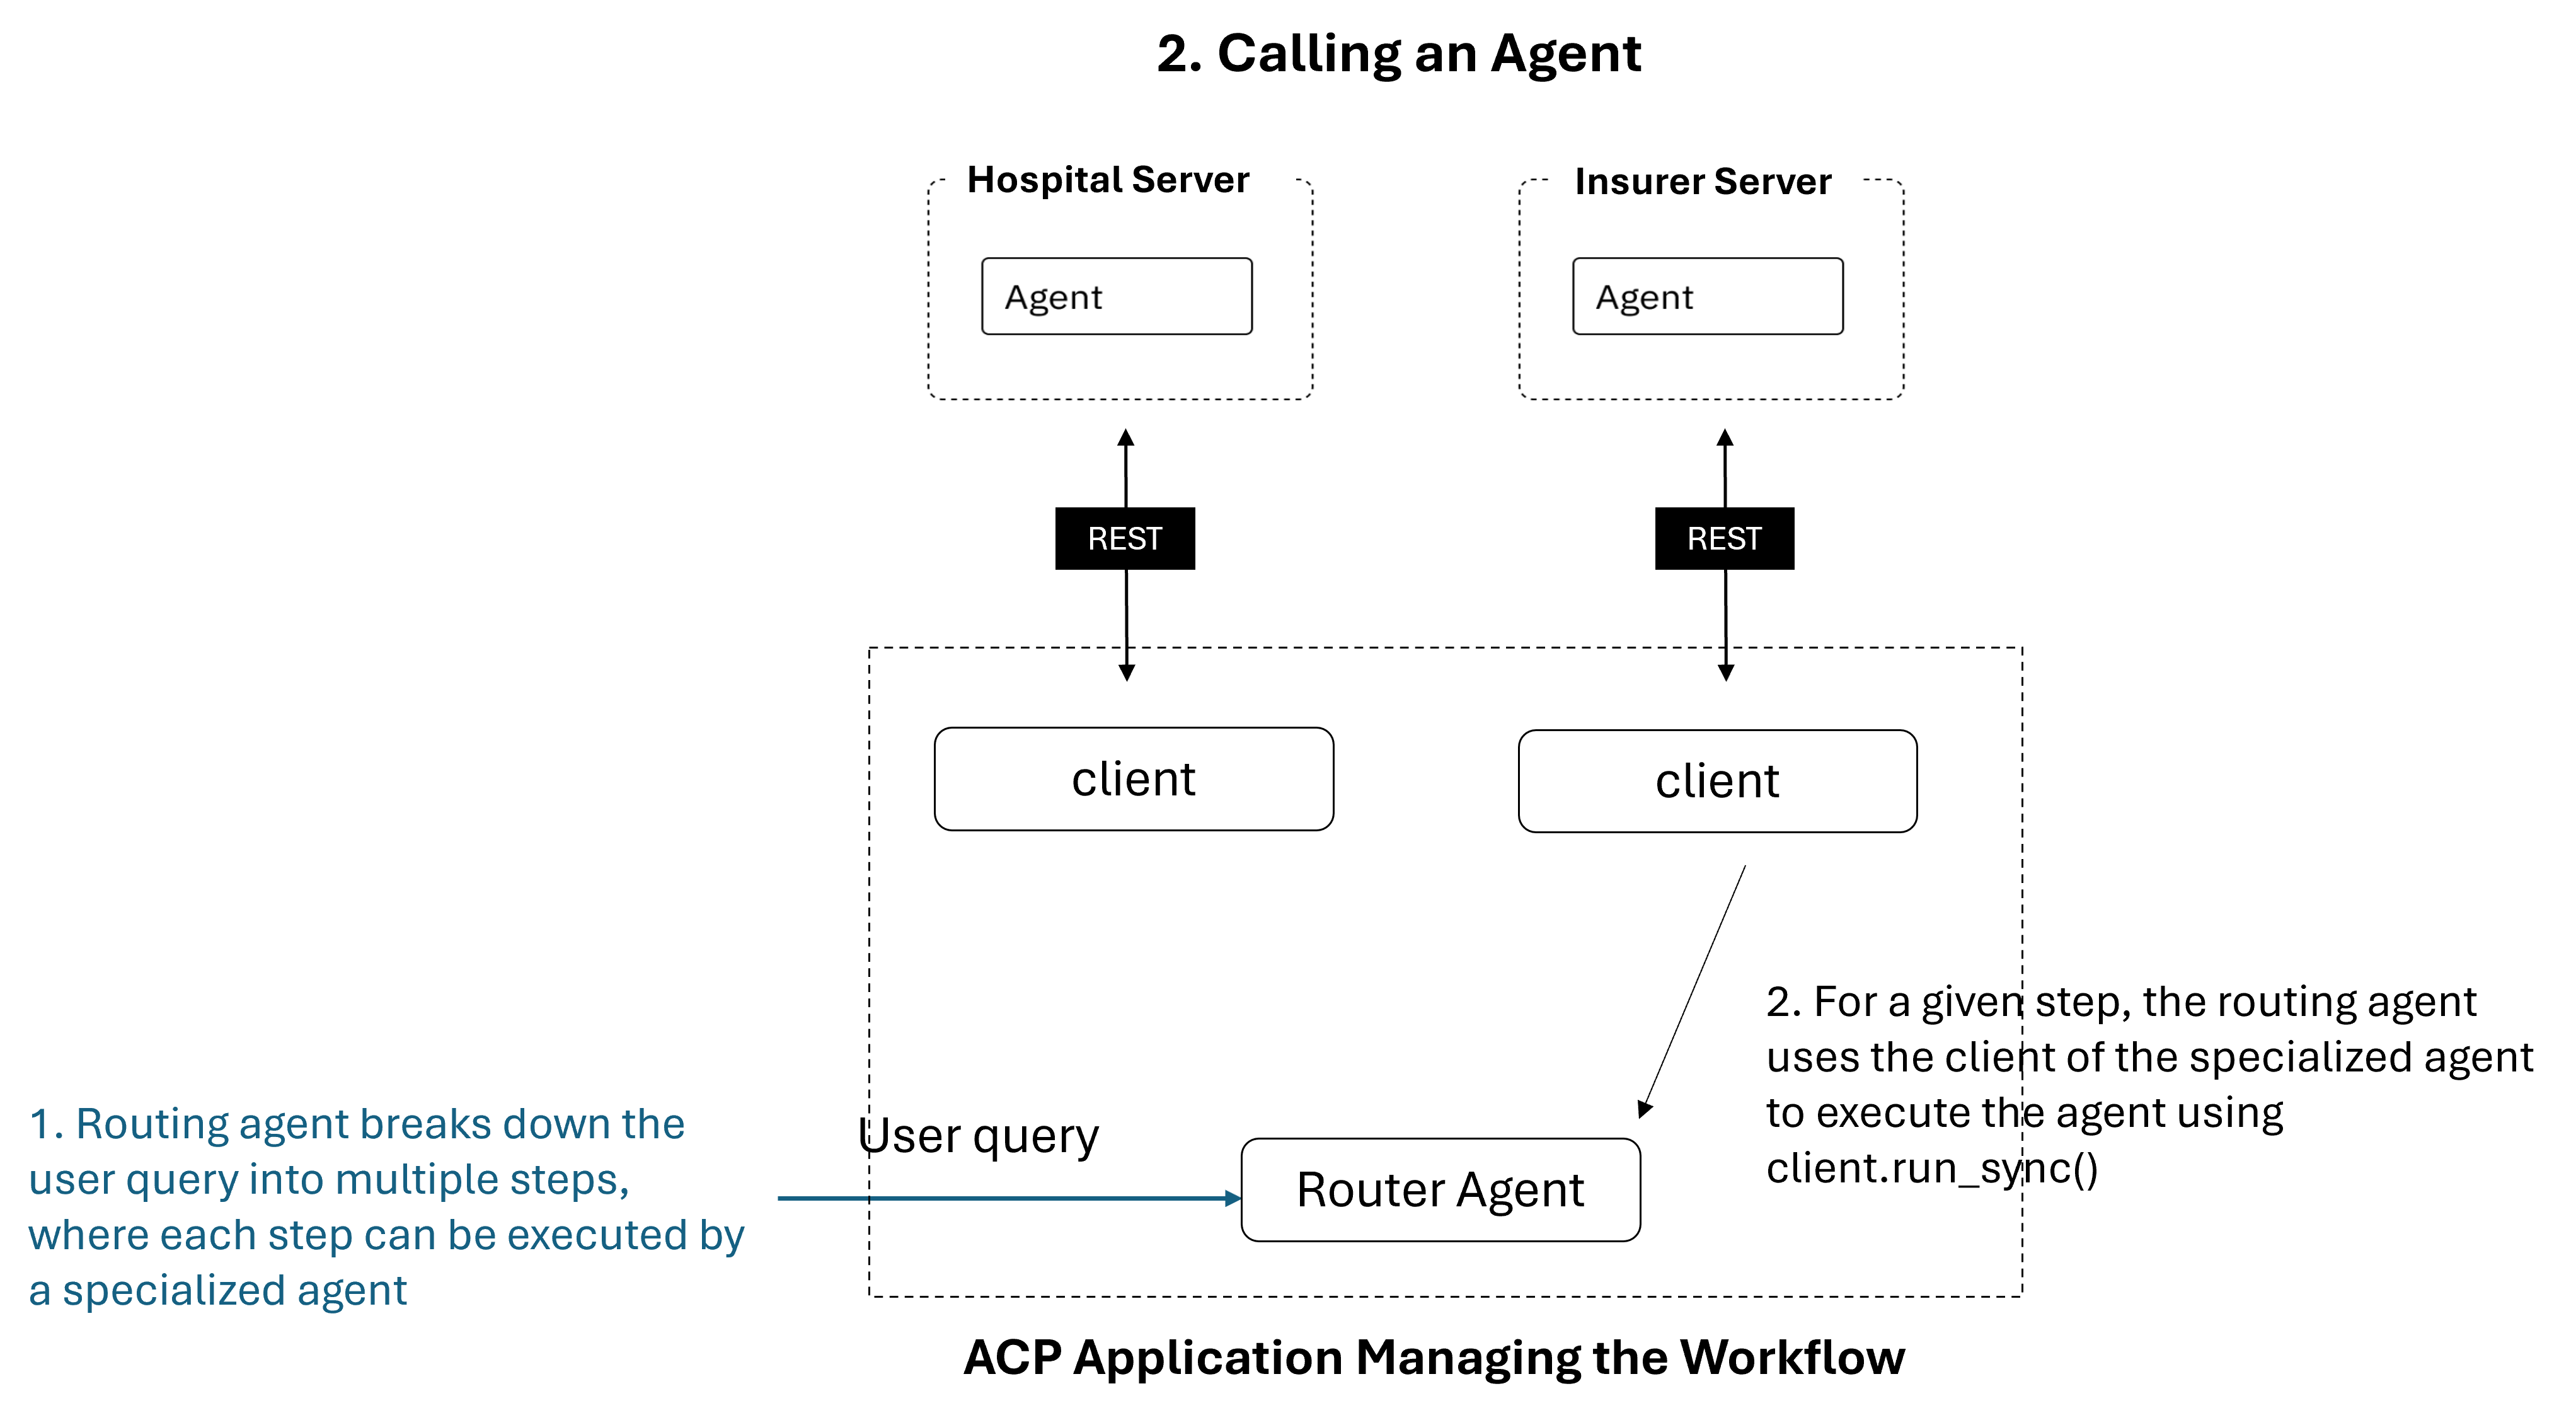 2. Calling an Agent
Hospital Server
Insurer Server
Agent
Agent
REST
REST
client
client
2. For a given step, the routing agent
uses the client of the specialized agent
to execute the agent using
client.run_sync()
1. Routing agent breaks down the
user query into multiple steps,
where each step can be executed by
a specialized agent
User query
Router Agent
ACP Application Managing the Workflow